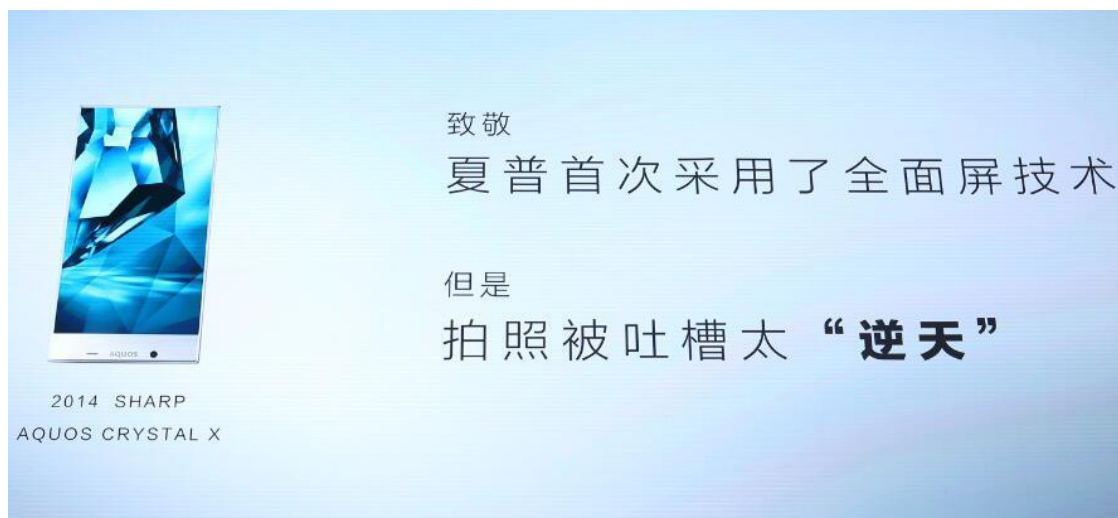 致敬
夏普首次采用了全面屏技术
但是
拍照被吐槽太“逆天”
AQUOS
2014 SHARP
AQUOS CRYSTAL X